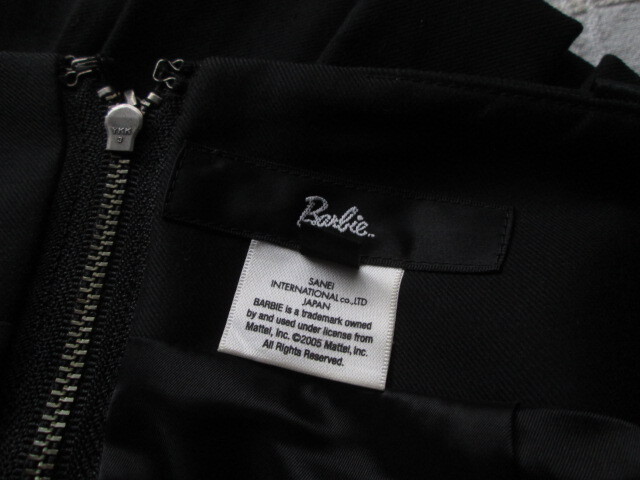 YKK
Barbie
SANEI
INTERNATIONAL co.,LTD
JAPAN
BARBIE is a trademark owned
by and used under license from
Mattel, Inc. ©2005 Mattel, Inc.
All Rights Reserved.